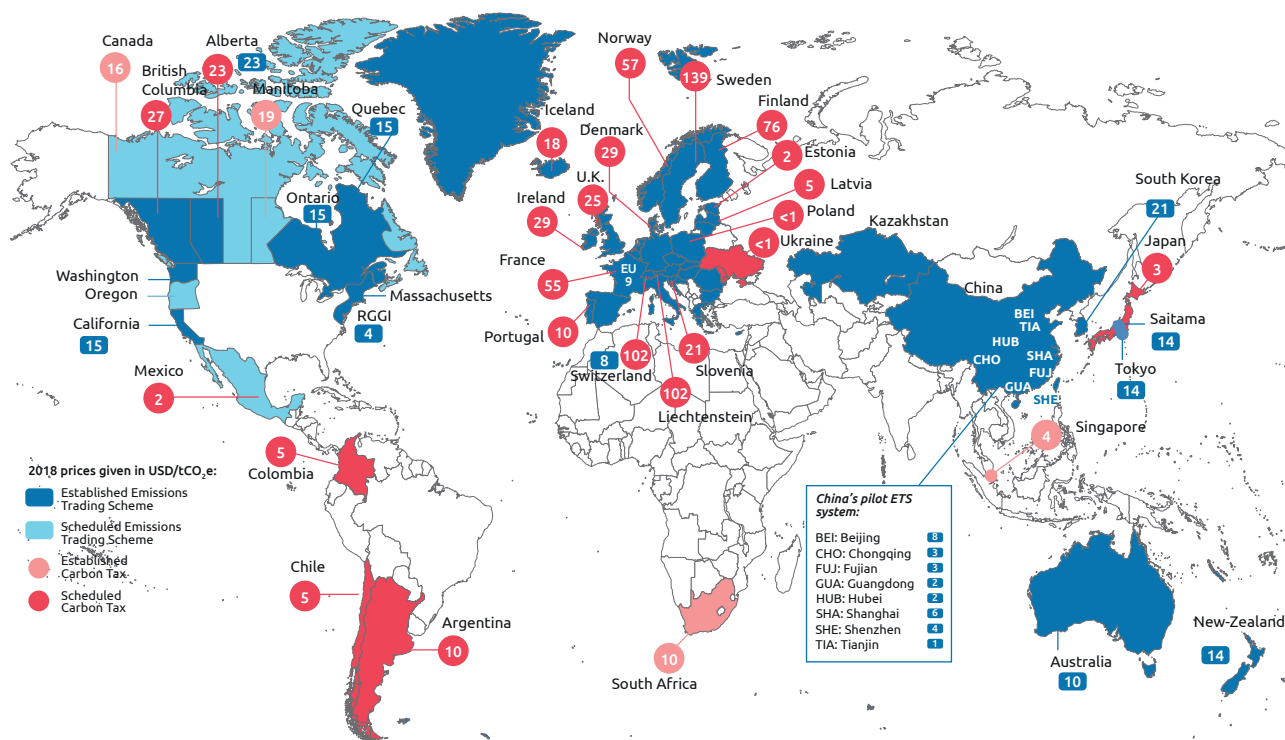 Canada
16
Alberta
23
23
British
Columbia
27
Manitoba
19
Quebec
15
Ontario
15
Washington
Oregon
California
15
Massachusetts
RGGI
4
Mexico
2
Norway
57
139
Sweden
Finland
76
Iceland
18
Denmark
29
2
Estonia
5
Latvia
U.K.
25
Ireland
29
<1
Poland
<1
Ukraine
France
55
EU
9
Portugal
10
8
Switzerland
102
21
Slovenia
102
Liechtenstein
Kazakhstan
South Korea
21
Japan
3
China
BEI
TIA
HUB
CHO
SHA
FUJ
GUA
SHE
Saitama
14
Tokyo
14
4
Singapore
5
Colombia
2018 prices given in USD/tCO₂e:
Established Emissions
Trading Scheme
Scheduled Emissions
Trading Scheme
Established
Carbon Tax
Scheduled
Carbon Tax
Chile
5
Argentina
10
10
South Africa
China's pilot ETS
system:
BEI: Beijing 8
CHO: Chongqing 3
FUJ: Fujian 3
GUA: Guangdong 2
HUB: Hubei 2
SHA: Shanghai 6
SHE: Shenzhen 4
TIA: Tianjin 1
Australia
10
New-Zealand
14